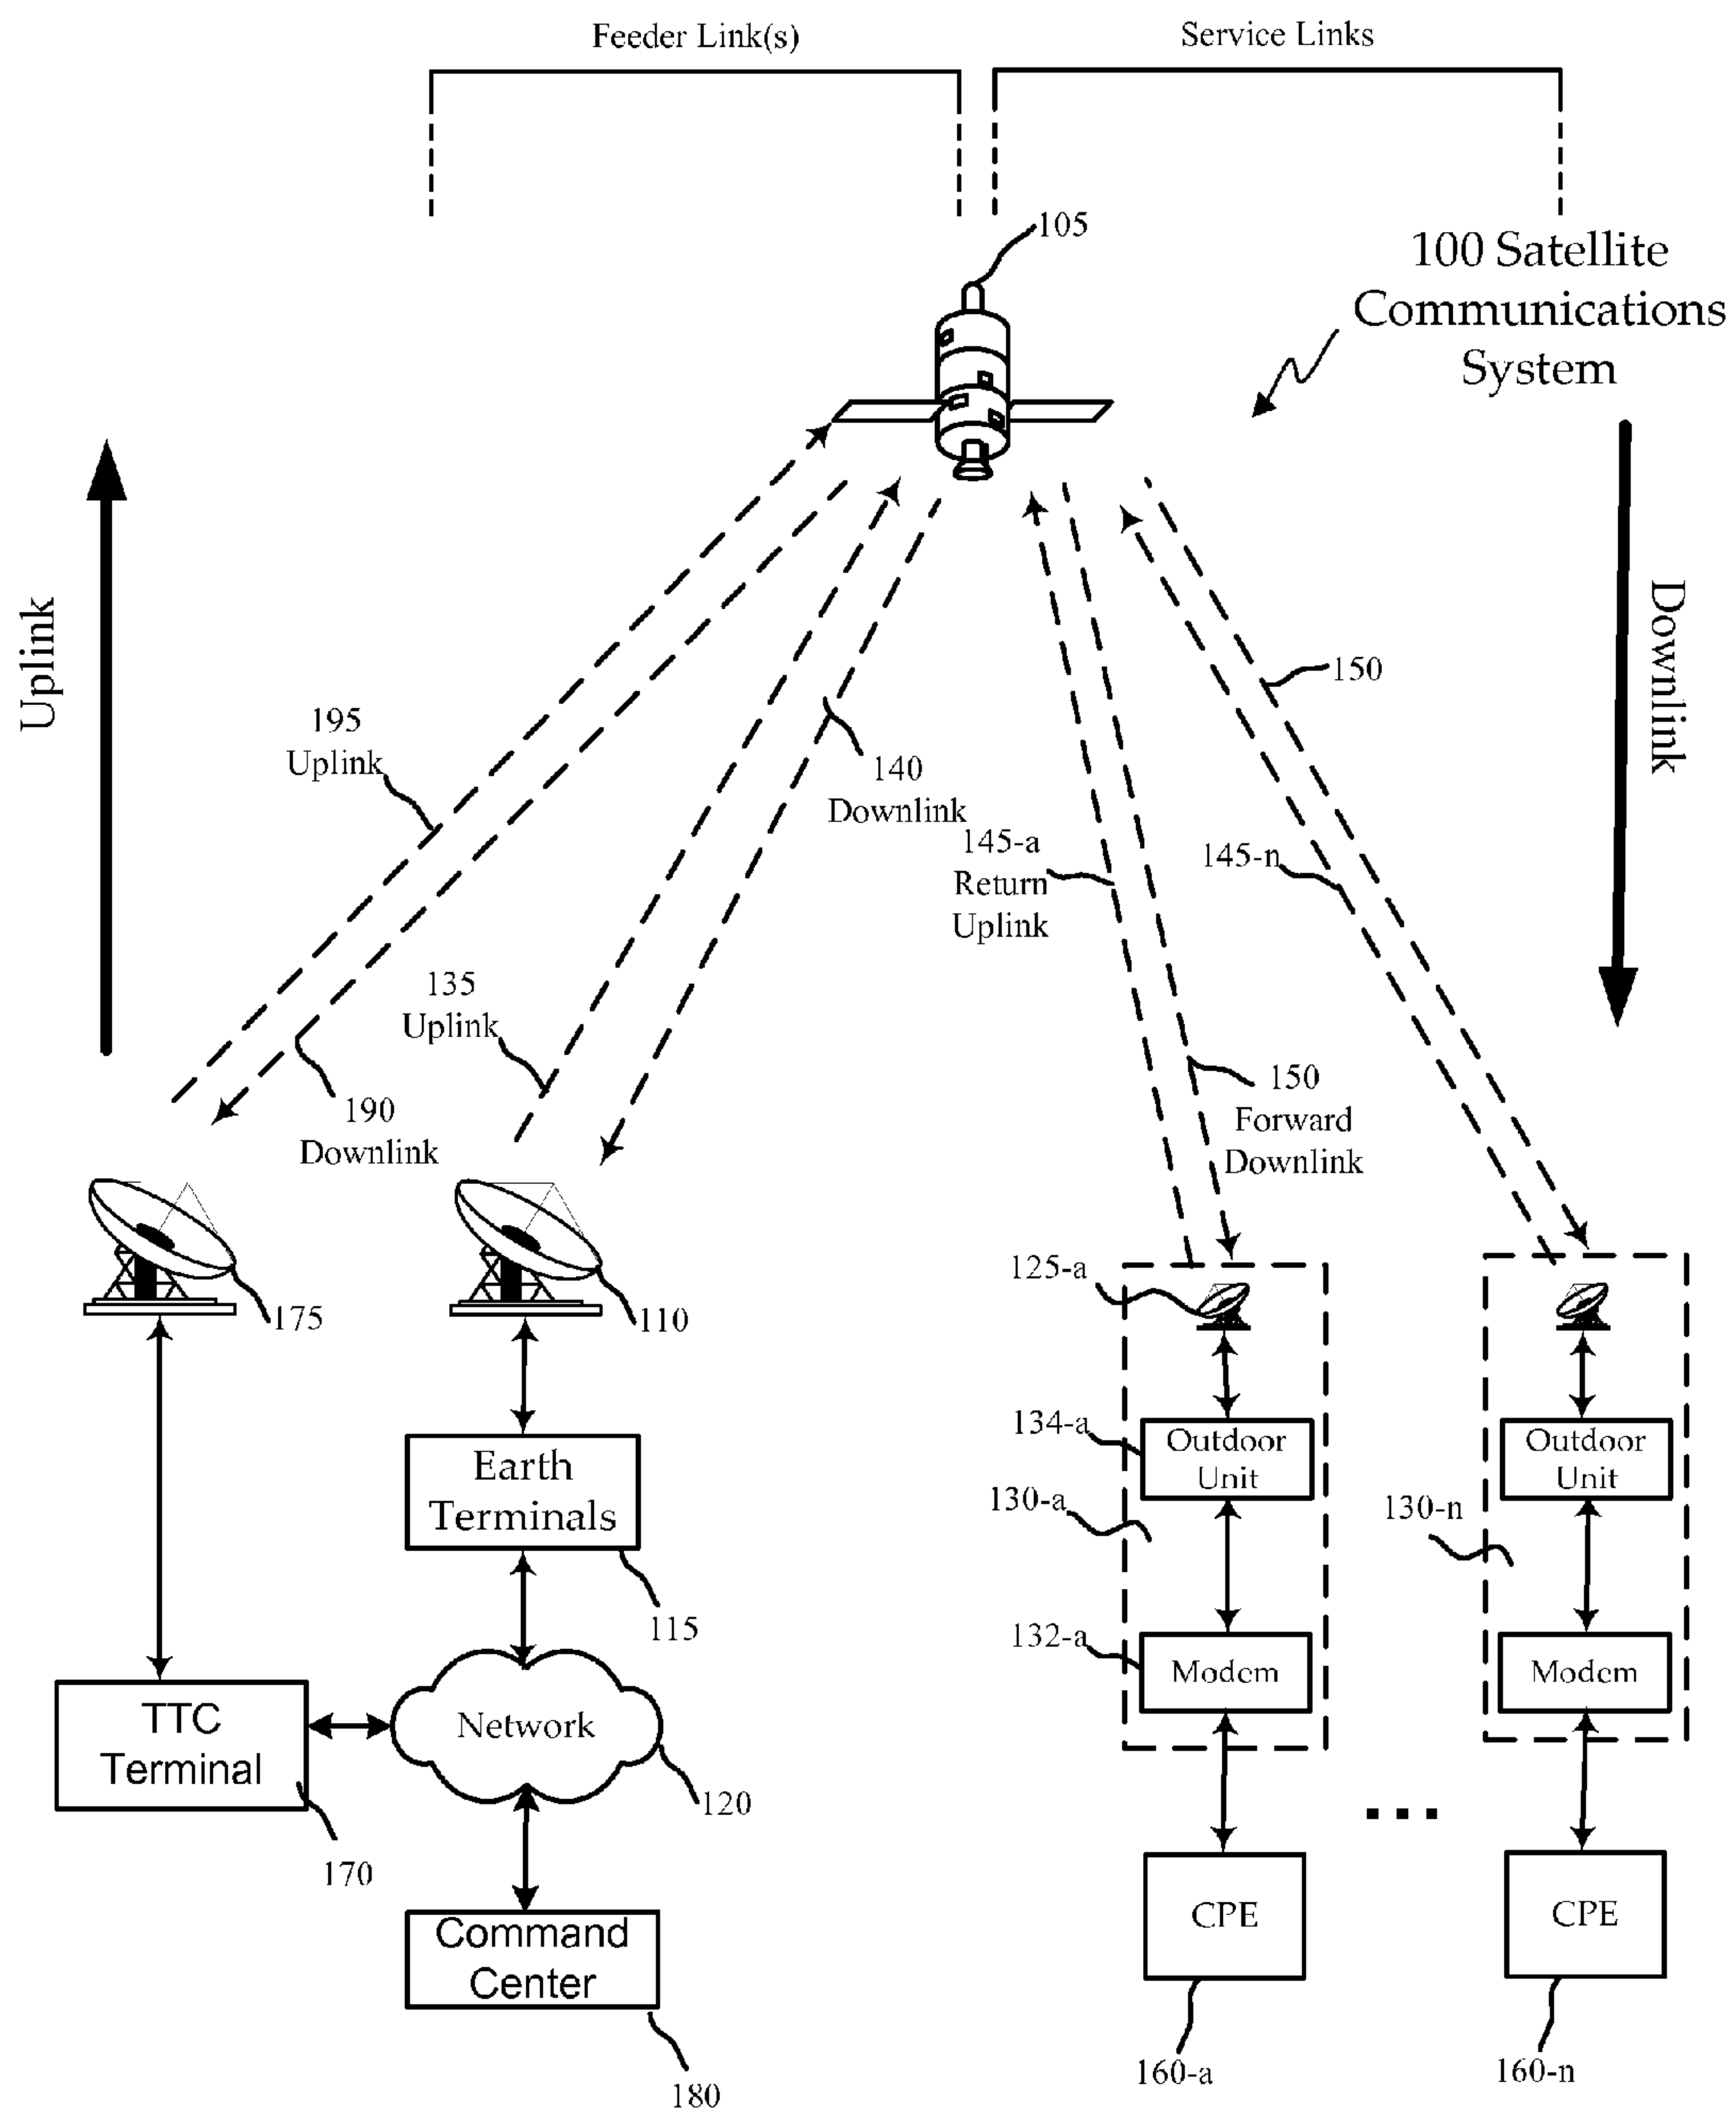 Feeder Link(s)
Service Links
105
100 Satellite
Communications
System
Uplink
Downlink
150
195
Uplink
140
Downlink
145-a
Return
Uplink
145-n
135
Uplink
190
Downlink
150
Forward
Downlink
175
110
125-a
134-a
Outdoor
Unit
Outdoor
Unit
Earth
Terminals
130-a
130-n
115
132-a
Modem
Modem
TTC
Terminal
Network
120
170
CPE
CPE
...
Command
Center
180
160-a
160-n